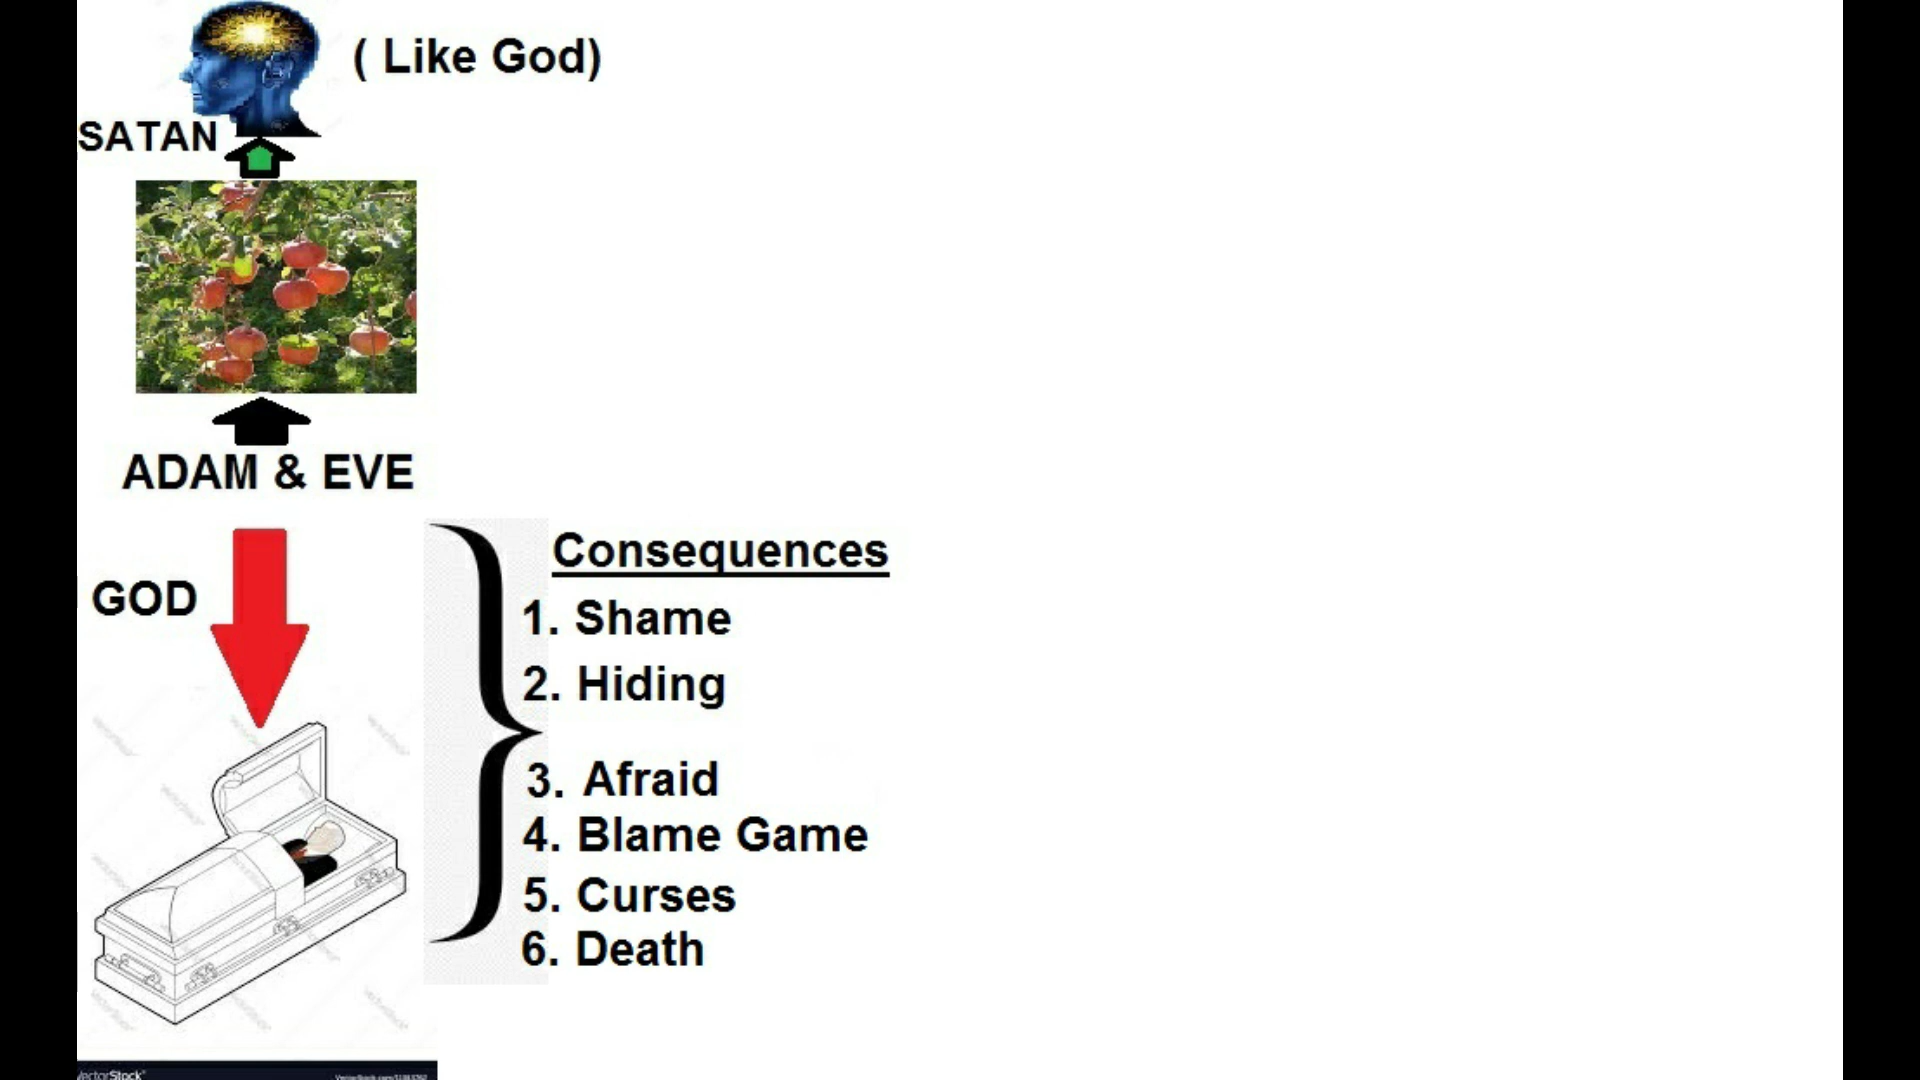 ( Like God)
SATAN
ADAM & EVE
GOD
Consequences
1. Shame
2. Hiding
3. Afraid
4. Blame Game
5. Curses
6. Death
VectorStock